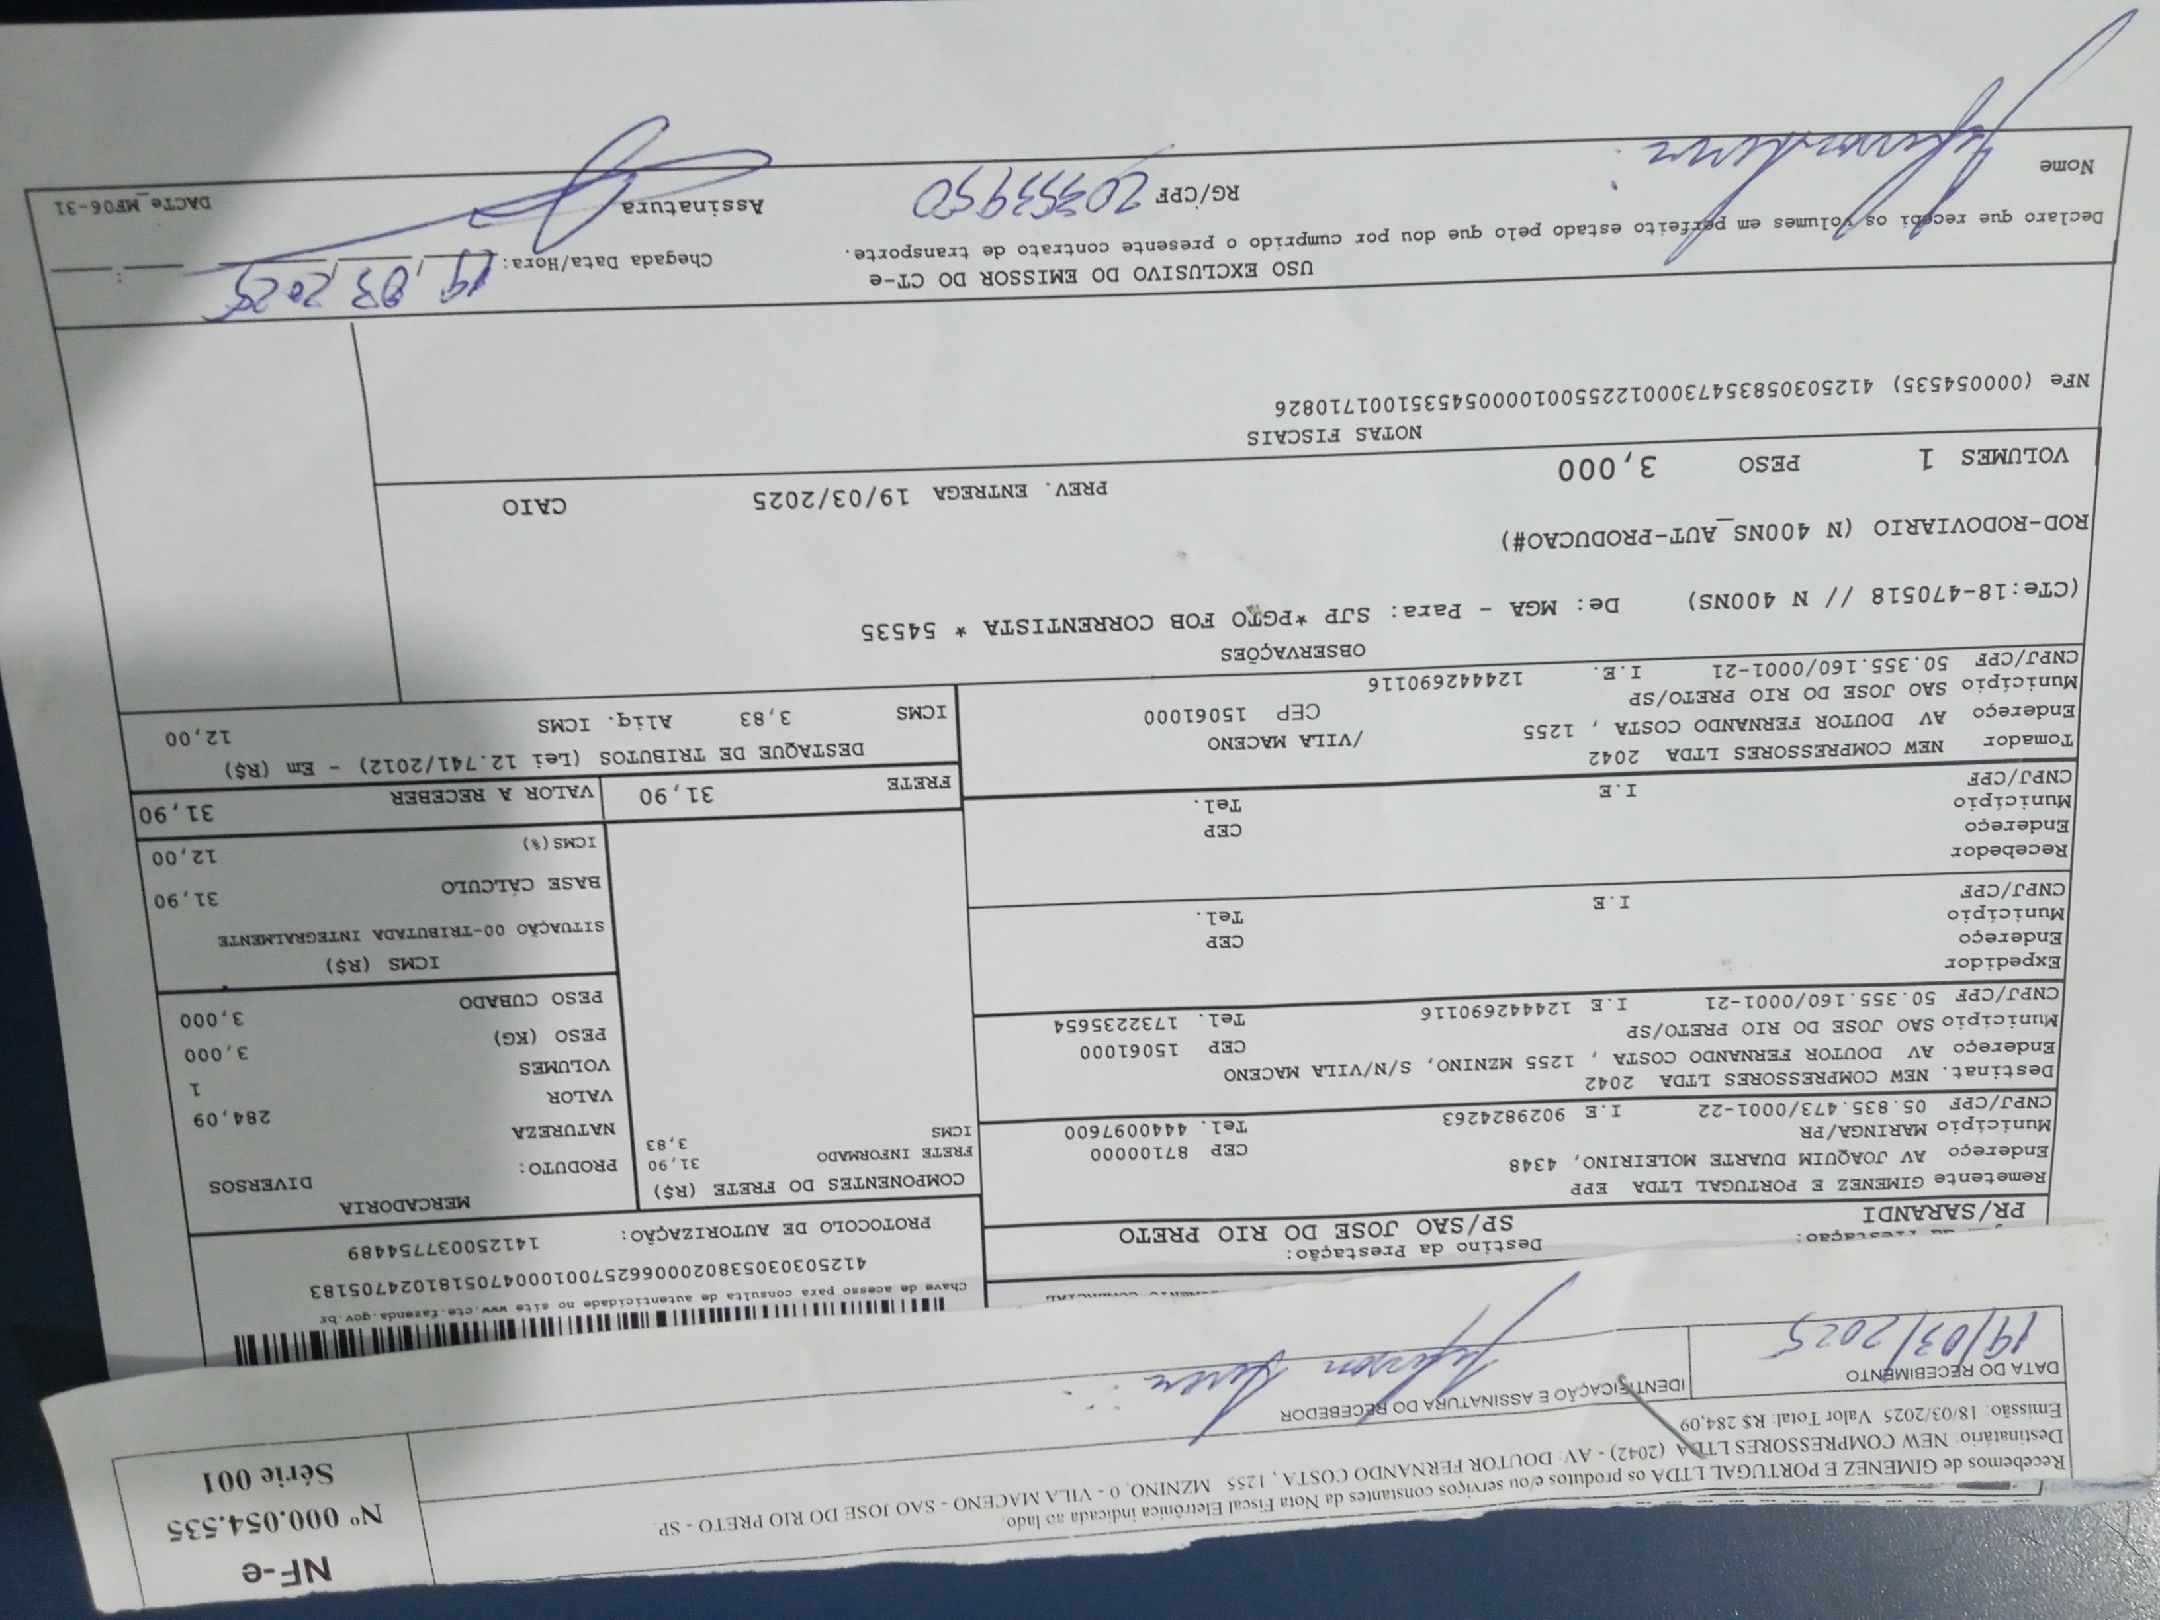 NF-e
Nº 000.054.535
Série 001
Recebemos de GIMENEZ E PORTUGAL LTDA os produtos e/ou serviços constantes da Nota Fiscal Eletrônica indicada ao lado.
Destinatário: NEW COMPRESSORES LTDA (2042) - AV: DOUTOR FERNANDO COSTA , 1255 MZNINO, 0 - VILA MACENO - SAO JOSE DO RIO PRETO - SP.
Emissão: 18/03/2025 Valor Total: R$ 284,09
DATA DO RECEBIMENTO
19/03/2025
IDENTIFICAÇÃO E ASSINATURA DO RECEBEDOR
Chave de acesso para consulta de autenticidade no site www.cte.fazenda.gov.br
41250303053802000662570010004705181024705183
PROTOCOLO DE AUTORIZAÇÃO:
141250037754489
Destino da Prestação:
PR/SARANDI
SP/SAO JOSE DO RIO PRETO
Remetente GIMENEZ E PORTUGAL LTDA EPP
Endereço AV JOAQUIM DUARTE MOLEIRINO, 4348
Município MARINGA/PR CEP 87100000
CNPJ/CPF 05.835.473/0001-22 I.E 9029824263 Tel. 4440097600
Destinat. NEW COMPRESSORES LTDA 2042
Endereço AV DOUTOR FERNANDO COSTA , 1255 MZNINO, S/N/VILA MACENO
Município SAO JOSE DO RIO PRETO/SP CEP 15061000
CNPJ/CPF 50.355.160/0001-21 I.E 124442690116 Tel. 1732235654
Expedidor
Endereço
Município CEP
CNPJ/CPF I.E Tel.
Recebedor
Endereço
Município CEP
CNPJ/CPF I.E Tel.
Tomador NEW COMPRESSORES LTDA 2042
Endereço AV DOUTOR FERNANDO COSTA , 1255 /VILA MACENO
Município SAO JOSE DO RIO PRETO/SP CEP 15061000
CNPJ/CPF 50.355.160/0001-21 I.E. 124442690116
COMPONENTES DO FRETE (R$)
FRETE INFORMADO 31,90
ICMS 3,83
MERCADORIA
PRODUTO: DIVERSOS
NATUREZA
VALOR 284,09
VOLUMES 1
PESO (KG) 3,000
PESO CUBADO 3,000
ICMS (R$)
SITUAÇÃO 00-TRIBUTADA INTEGRALMENTE
BASE CÁLCULO 31,90
ICMS(%) 12,00
FRETE 31,90 VALOR A RECEBER 31,90
DESTAQUE DE TRIBUTOS (Lei 12.741/2012) - Em (R$)
ICMS 3,83 Aliq. ICMS 12,00
OBSERVAÇÕES
(CTe:18-470518 // N 400NS) De: MGA - Para: SJP *PGTO FOB CORRENTISTA * 54535
ROD-RODOVIARIO (N 400NS_AUT-PRODUCAO#)
PREV. ENTREGA 19/03/2025 CAIO
VOLUMES 1 PESO 3,000
NOTAS FISCAIS
NFe (000054535) 41250305835473000122550010000545351001710826
USO EXCLUSIVO DO EMISSOR DO CT-e
Declaro que recebi os volumes em perfeito estado pelo que dou por cumprido o presente contrato de transporte.
Chegada Data/Hora: 19 03 2025
Nome
RG/CPF 203539950
Assinatura
DACTe_MF06-31